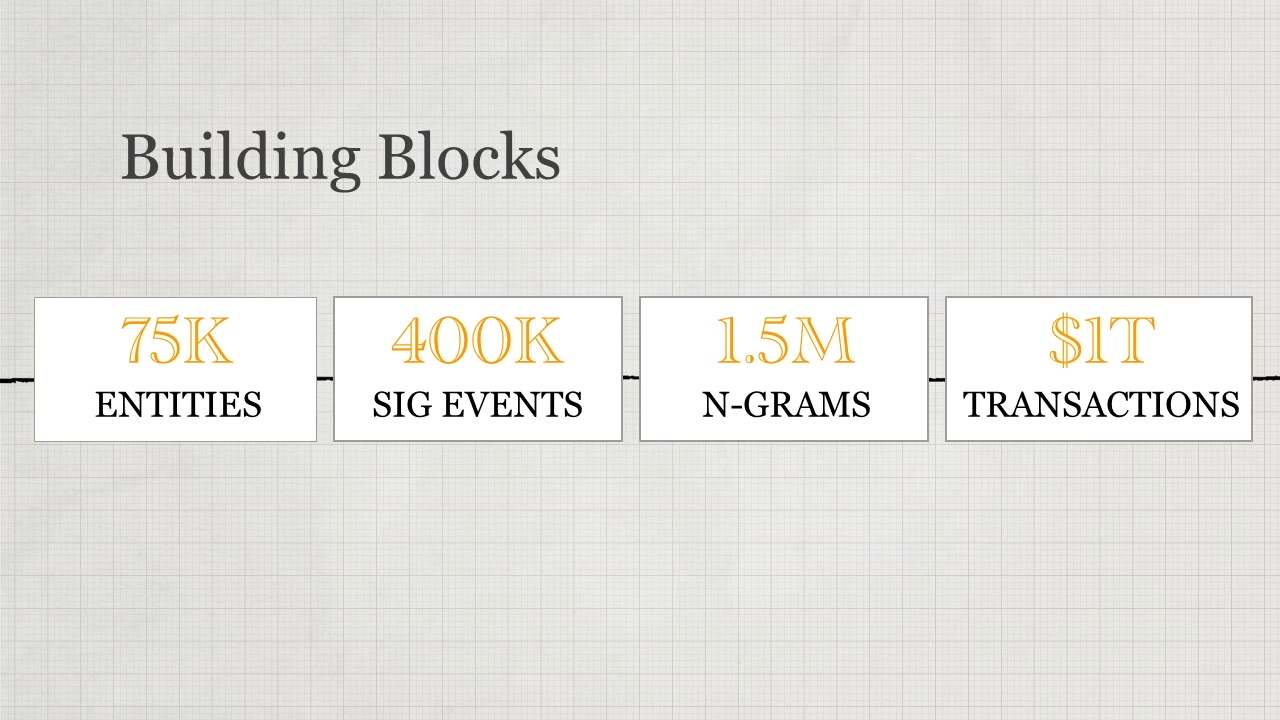 Building Blocks
75K
ENTITIES
400K
SIG EVENTS
1.5M
N-GRAMS
$1T
TRANSACTIONS